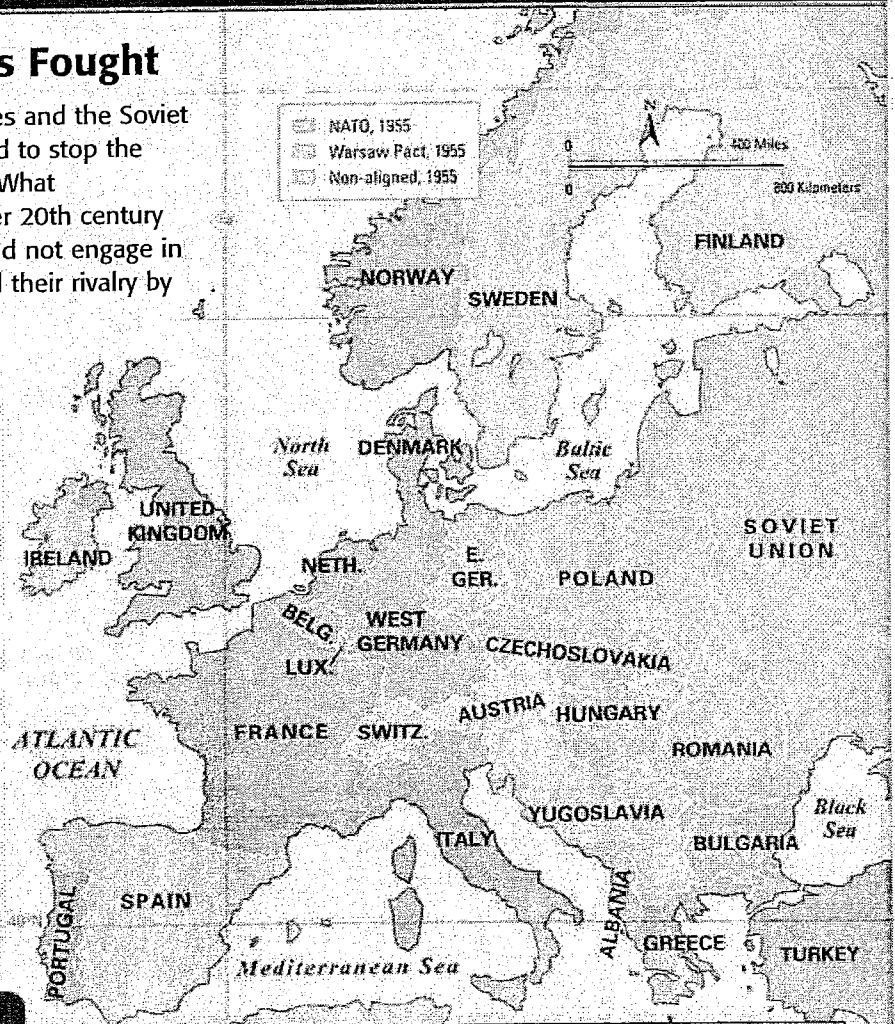 s Fought
es and the Soviet
d to stop the
What
er 20th century
d not engage in
l their rivalry by
NATO, 1955
Warsaw Pact, 1955
Non-aligned, 1955
N
0
400 Miles
0
800 Kilometers
FINLAND
NORWAY
SWEDEN
North
Sea
DENMARK
Baltic
Sea
UNITED
KINGDOM
IRELAND
SOVIET
UNION
NETH.
E.
GER.
POLAND
BELG.
WEST
GERMANY
LUX.
CZECHOSLOVAKIA
AUSTRIA
HUNGARY
FRANCE
SWITZ.
ATLANTIC
OCEAN
ROMANIA
YUGOSLAVIA
Black
Sea
ITALY
BULGARIA
SPAIN
PORTUGAL
ALBANIA
40°N
GREECE
TURKEY
Mediterranean Sea